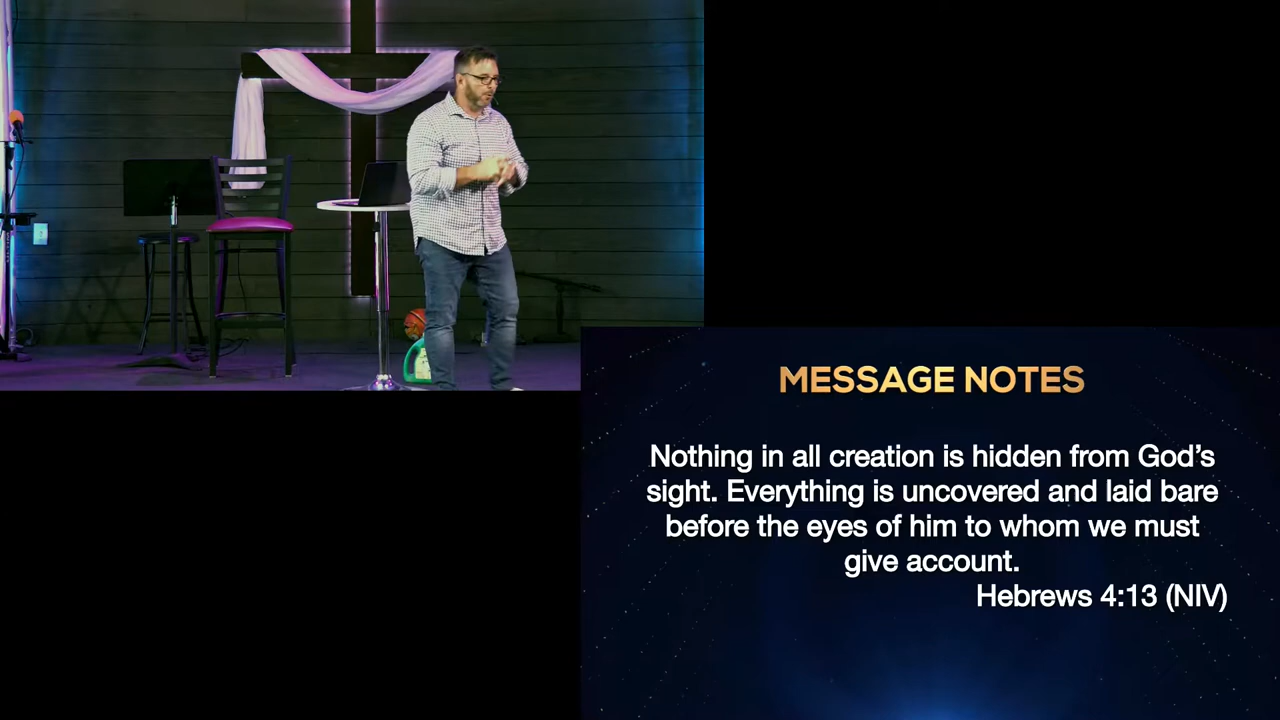 MESSAGE NOTES
Nothing in all creation is hidden from God’s
sight. Everything is uncovered and laid bare
before the eyes of him to whom we must
give account.
Hebrews 4:13 (NIV)